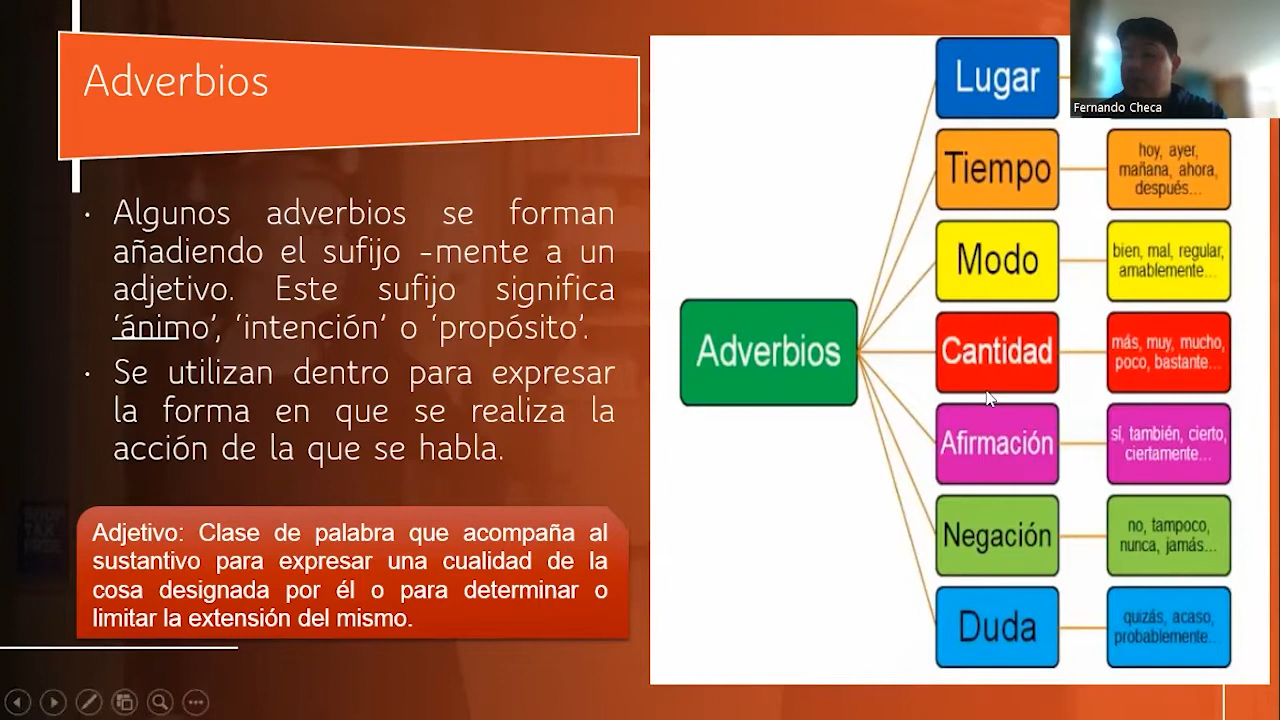 Adverbios
· Algunos adverbios se forman
añadiendo el sufijo -mente a un
adjetivo. Este sufijo significa
‘ánimo’, ‘intención’ o ‘propósito’.
· Se utilizan dentro para expresar
la forma en que se realiza la
acción de la que se habla.
Adjetivo: Clase de palabra que acompaña al
sustantivo para expresar una cualidad de la
cosa designada por él o para determinar o
limitar la extensión del mismo.
Adverbios
Lugar
Tiempo
hoy, ayer,
mañana, ahora,
después...
Modo
bien, mal, regular,
amablemente...
Cantidad
más, muy, mucho,
poco, bastante...
Afirmación
sí, también, cierto,
ciertamente...
Negación
no, tampoco,
nunca, jamás...
Duda
quizás, acaso,
probablemente...
Fernando Checa